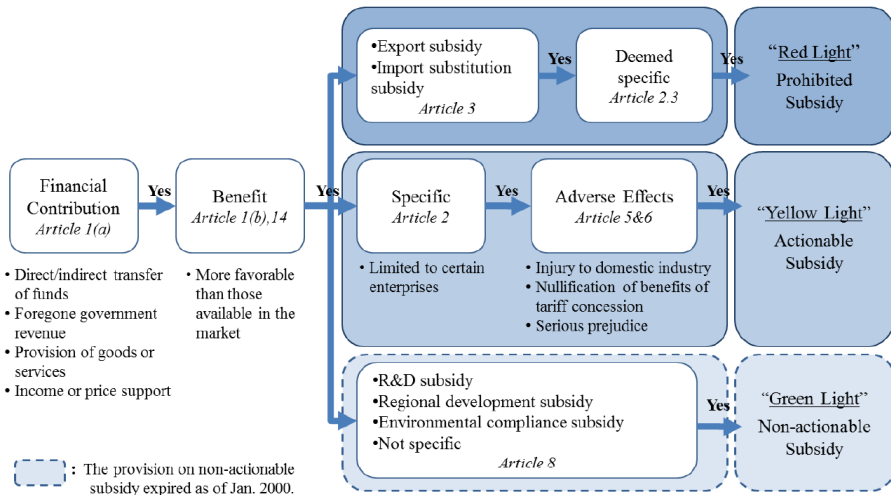 Financial
Contribution
Article 1(a)
Yes
• Direct/indirect transfer
of funds
• Foregone government
revenue
• Provision of goods or
services
• Income or price support
Benefit
Article 1(b),14
Yes
• More favorable
than those
available in the
market
•Export subsidy
•Import substitution
subsidy
Article 3
Yes
Deemed
specific
Article 2.3
Yes
“Red Light”
Prohibited
Subsidy
Specific
Article 2
Yes
• Limited to certain
enterprises
Adverse Effects
Article 5&6
Yes
• Injury to domestic industry
• Nullification of benefits of
tariff concession
• Serious prejudice
“Yellow Light”
Actionable
Subsidy
•R&D subsidy
•Regional development subsidy
•Environmental compliance subsidy
•Not specific
Article 8
Yes
“Green Light”
Non-actionable
Subsidy
: The provision on non-actionable
subsidy expired as of Jan. 2000.